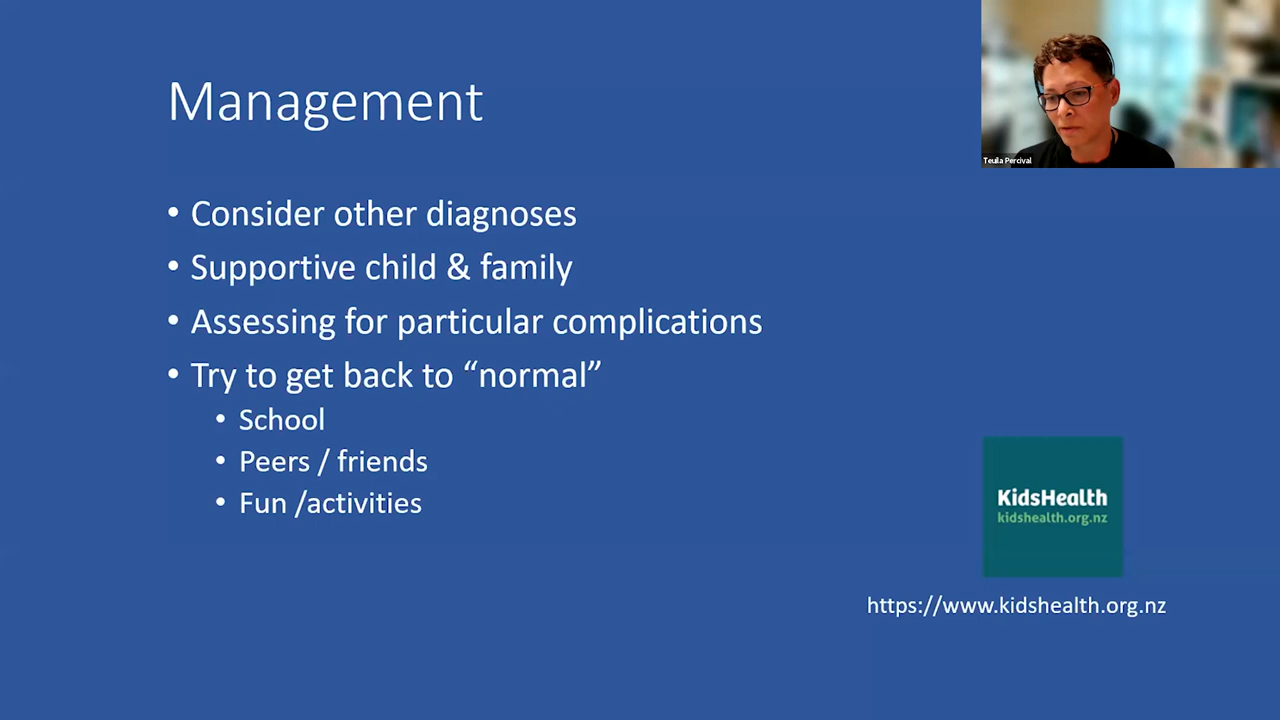 Management
• Consider other diagnoses
• Supportive child & family
• Assessing for particular complications
• Try to get back to “normal”
• School
• Peers / friends
• Fun /activities
Teuila Percival
KidsHealth
kidshealth.org.nz
https://www.kidshealth.org.nz